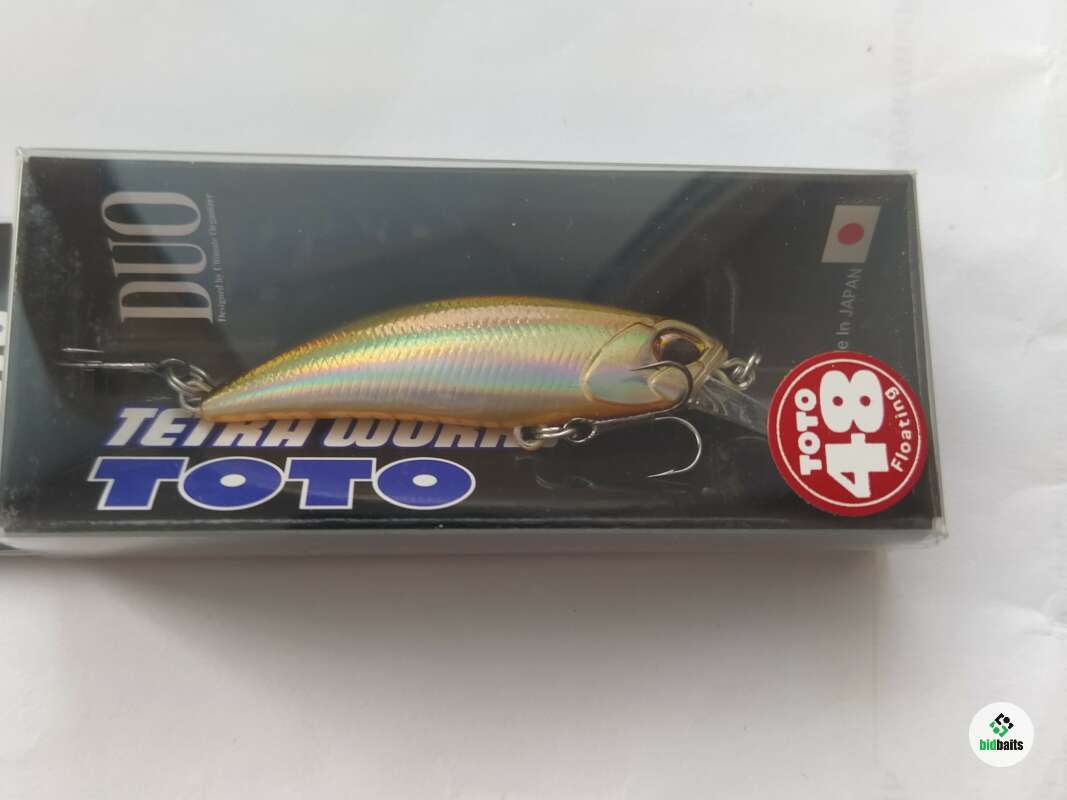 DUO
Designed by Ultimate Organizer
TETRA WORK
TOTO
e In JAPAN
TOTO
48
Floating
bidbaits